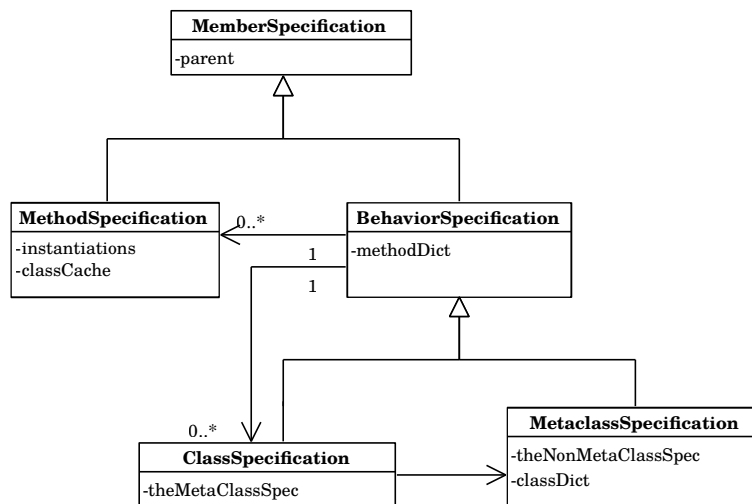 MemberSpecification
-parent
MethodSpecification
-instantiations
-classCache
0..*
BehaviorSpecification
-methodDict
1
1
0..*
ClassSpecification
-theMetaClassSpec
MetaclassSpecification
-theNonMetaClassSpec
-classDict